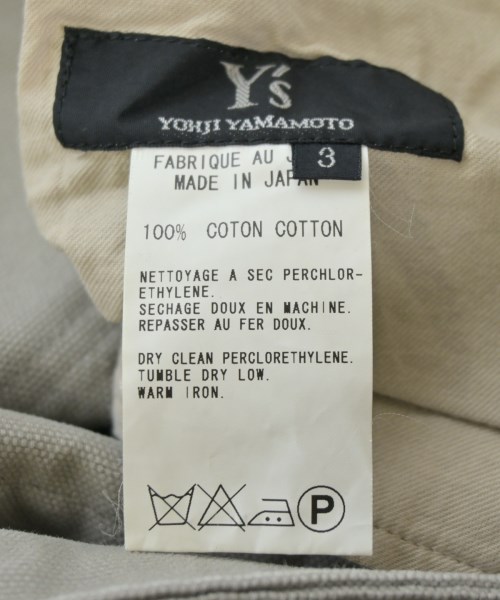 Y's
YOHJI YAMAMOTO
3
FABRIQUE AU J
MADE IN JAPAN
100% COTON COTTON
NETTOYAGE A SEC PERCHLOR-
ETHYLENE.
SECHAGE DOUX EN MACHINE.
REPASSER AU FER DOUX.
DRY CLEAN PERCLORETHYLENE.
TUMBLE DRY LOW.
WARM IRON.
P